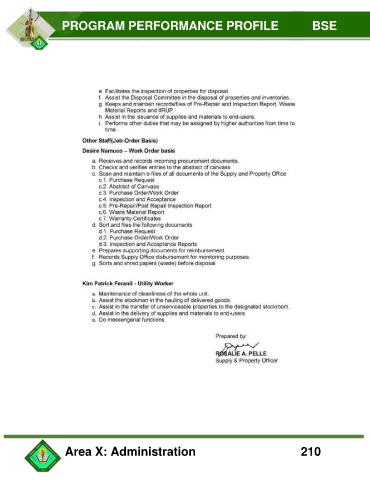 PROGRAM PERFORMANCE PROFILE BSE
e. Facilitates the inspection of properties for disposal.
f. Assist the Disposal Committee in the disposal of properties and inventories.
g. Keeps and maintain records/files of Pre-Repair and Inspection Report, Waste
Material Reports and IIRUP.
h. Assist in the issuance of supplies and materials to end-users.
i. Performs other duties that may be assigned by higher authorities from time to
time.
Other Staff(Job-Order Basis)
Desire Namuco – Work Order basis
a. Receives and records incoming procurement documents.
b. Checks and verifies entries to the abstract of canvass
c. Scan and maintain e-files of all documents of the Supply and Property Office
c.1. Purchase Request
c.2. Abstract of Canvass
c.3. Purchase Order/Work Order
c.4. Inspection and Acceptance
c.5. Pre-Repair/Post Repair Inspection Report
c.6. Waste Material Report
c.7. Warranty Certificates
d. Sort and files the following documents
d.1. Purchase Request
d.2. Purchase Order/Work Order
d.3. Inspection and Acceptance Reports
e. Prepares supporting documents for reimbursement.
f. Records Supply Office disbursement for monitoring purposes.
g. Sorts and shred papers (waste) before disposal
Kim Patrick Feranil - Utility Worker
a. Maintenance of cleanliness of the whole unit.
b. Assist the stockmen in the hauling of delivered goods.
c. Assist in the transfer of unserviceable properties to the designated stockroom.
d. Assist in the delivery of supplies and materials to end-users
e. Do messengerial functions.
Prepared by:
ROSALIE A. PELLE
Supply & Property Officer
Area X: Administration 210